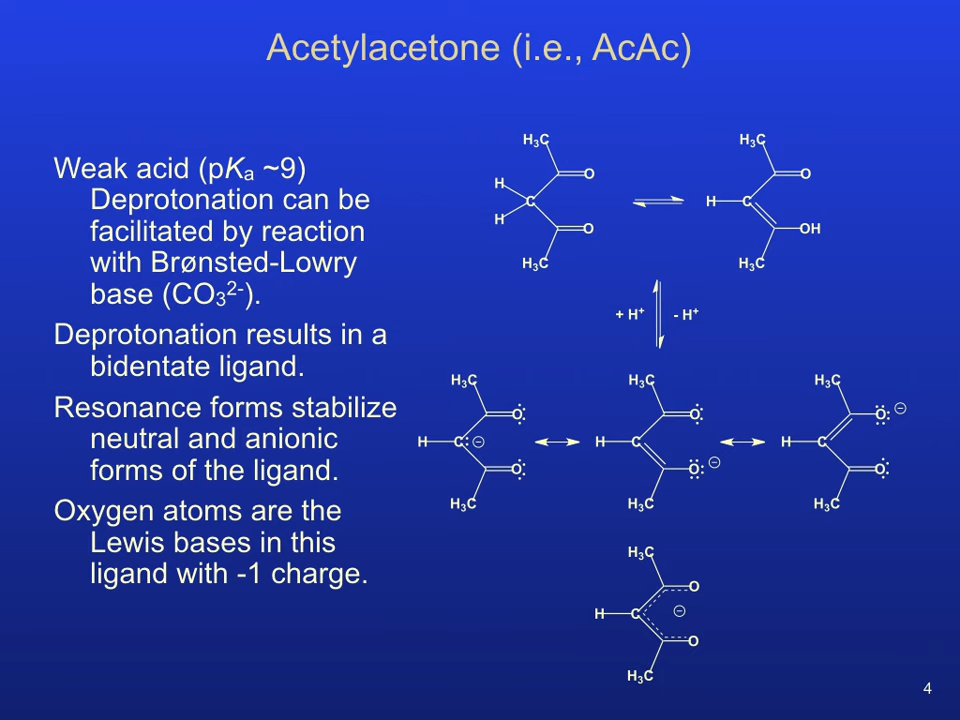 Acetylacetone (i.e., AcAc)
Weak acid (pKₐ ~9)
Deprotonation can be
facilitated by reaction
with Brønsted-Lowry
base (CO₃²⁻).
Deprotonation results in a
bidentate ligand.
Resonance forms stabilize
neutral and anionic
forms of the ligand.
Oxygen atoms are the
Lewis bases in this
ligand with -1 charge.
H₃C H₃C
O O
H
C H C
H
O OH
H₃C H₃C
+ H⁺ - H⁺
H₃C H₃C H₃C
O O O ⊖
H C ⊖ H C H C
O O ⊖ O
H₃C H₃C H₃C
H₃C
O
H C ⊖
O
H₃C
4